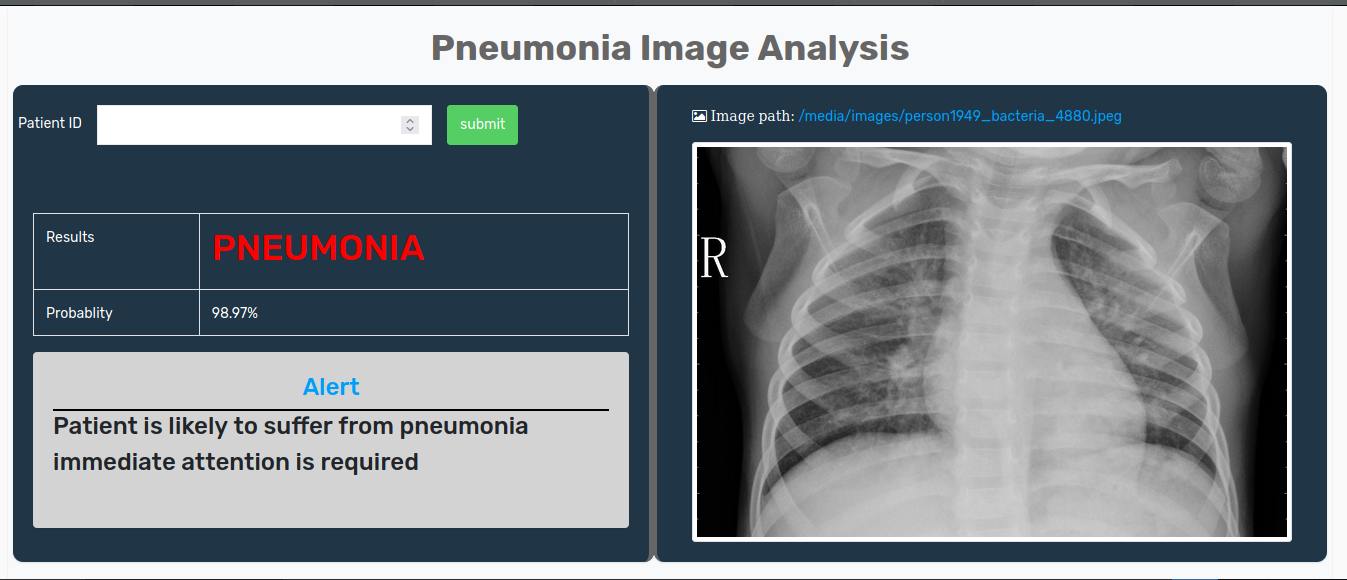 Pneumonia Image Analysis
Patient ID
submit
Results
PNEUMONIA
Probablity
98.97%
Alert
Patient is likely to suffer from pneumonia
immediate attention is required
Image path: /media/images/person1949_bacteria_4880.jpeg
R